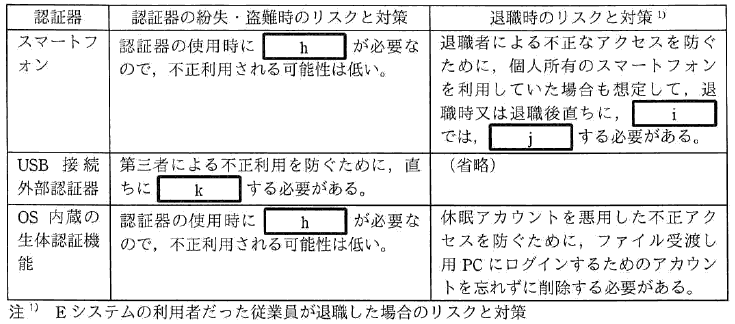 認証器
認証器の紛失・盗難時のリスクと対策
退職時のリスクと対策 1)
スマートフォン
認証器の使用時に h が必要な
ので，不正利用される可能性は低い。
退職者による不正なアクセスを防ぐ
ために，個人所有のスマートフォン
を利用していた場合も想定して，退
職時又は退職後直ちに， i
では， j する必要がある。
USB 接続
外部認証器
第三者による不正利用を防ぐために，直
ちに k する必要がある。
（省略）
OS 内蔵の
生体認証機
能
認証器の使用時に h が必要な
ので，不正利用される可能性は低い。
休眠アカウントを悪用した不正アク
セスを防ぐために，ファイル受渡し
用 PC にログインするためのアカウン
トを忘れずに削除する必要がある。
注 1) E システムの利用者だった従業員が退職した場合のリスクと対策